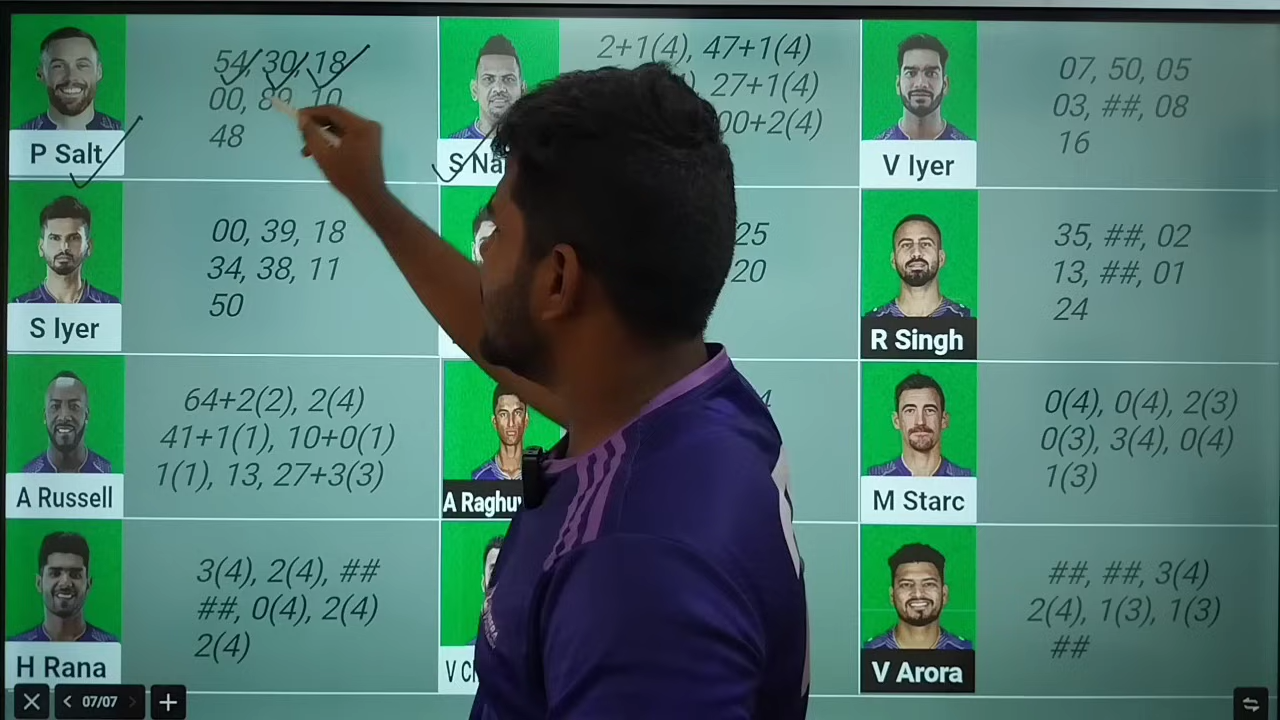 54, 30, 18
00, 89, 10
48
P Salt
2+1(4), 47+1(4)
27+1(4)
00+2(4)
07, 50, 05
03, ##, 08
16
V Iyer
00, 39, 18
34, 38, 11
50
S Iyer
25
20
35, ##, 02
13, ##, 01
24
R Singh
64+2(2), 2(4)
41+1(1), 10+0(1)
1(1), 13, 27+3(3)
A Russell
0(4), 0(4), 2(3)
0(3), 3(4), 0(4)
1(3)
M Starc
3(4), 2(4), ##
##, 0(4), 2(4)
2(4)
H Rana
##, ##, 3(4)
2(4), 1(3), 1(3)
##
V Arora
07/07